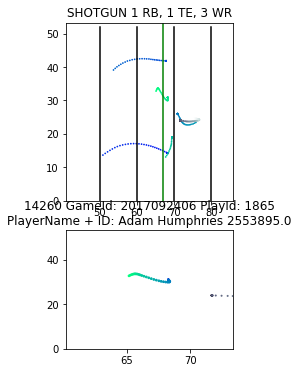 SHOTGUN 1 RB, 1 TE, 3 WR
50
40
30
20
10
0
50 60 70 80
14260 GameId: 2017092406 PlayId: 1865
PlayerName + ID: Adam Humphries 2553895.0
40
20
0
65 70